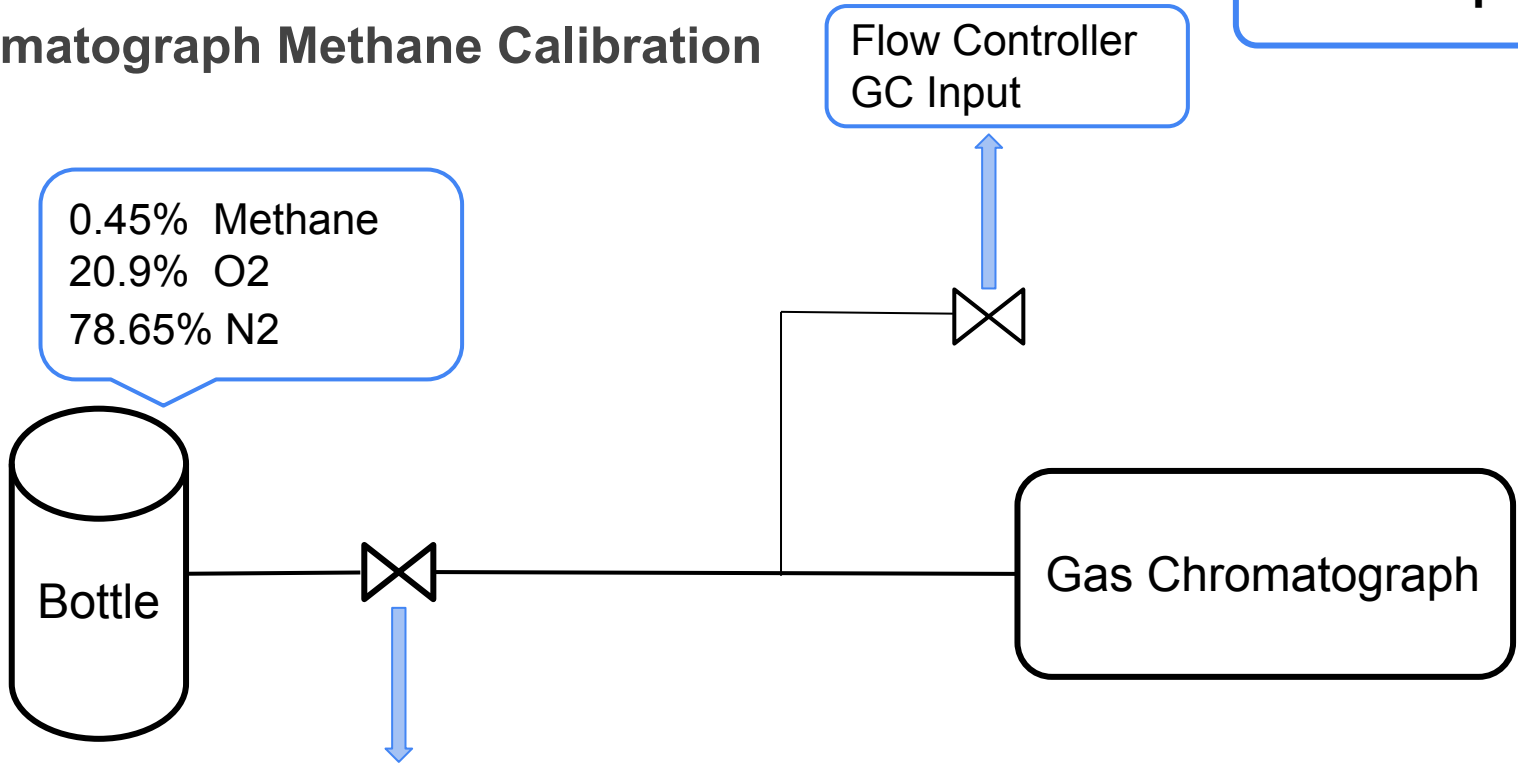 matograph Methane Calibration
Flow Controller
GC Input
0.45% Methane
20.9% O2
78.65% N2
Bottle
Gas Chromatograph